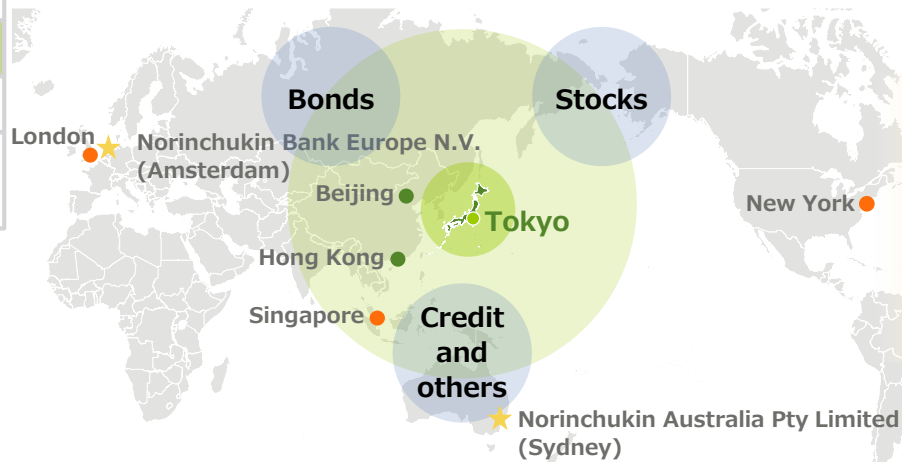 Bonds
Stocks
London
Norinchukin Bank Europe N.V.
(Amsterdam)
Beijing
New York
Tokyo
Hong Kong
Singapore
Credit
and
others
Norinchukin Australia Pty Limited
(Sydney)